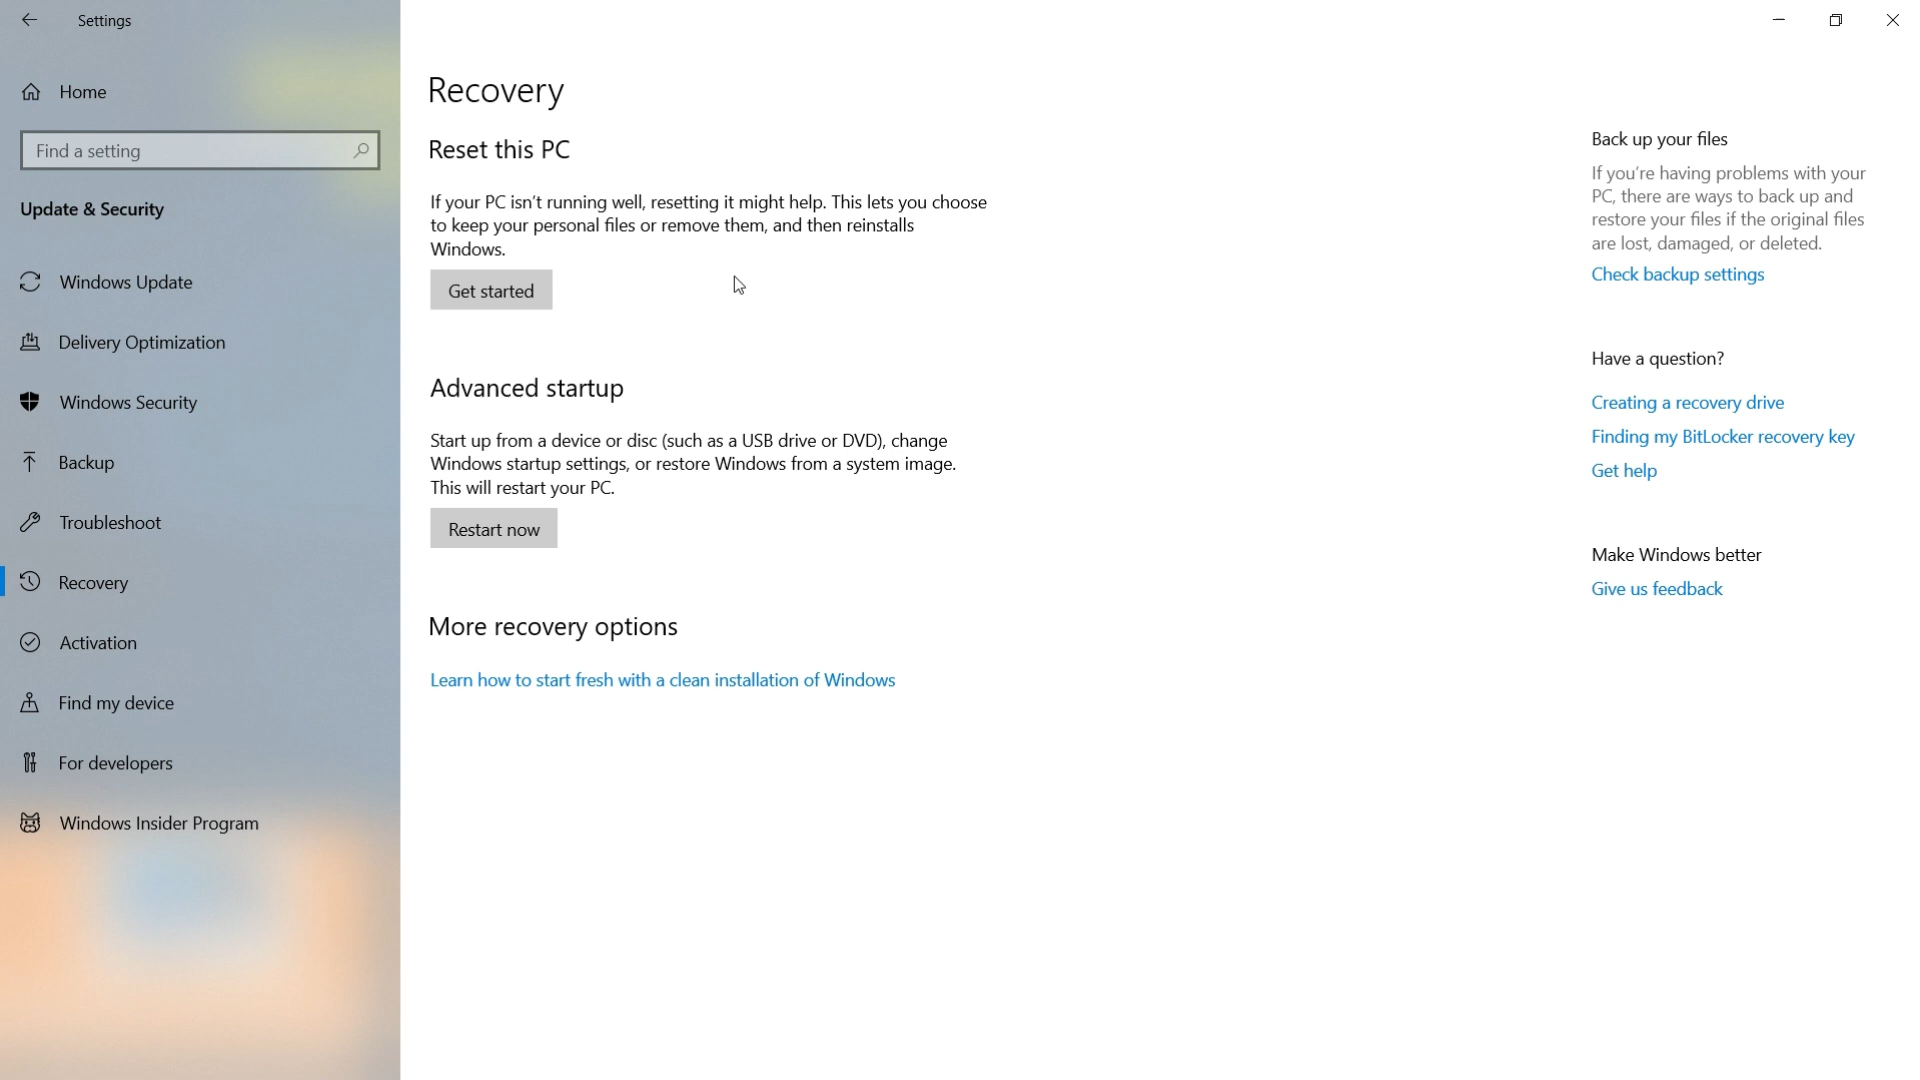 Settings
Home
Find a setting
Update & Security
Windows Update
Delivery Optimization
Windows Security
Backup
Troubleshoot
Recovery
Activation
Find my device
For developers
Windows Insider Program
Recovery
Reset this PC
If your PC isn't running well, resetting it might help. This lets you choose
to keep your personal files or remove them, and then reinstalls
Windows.
Get started
Advanced startup
Start up from a device or disc (such as a USB drive or DVD), change
Windows startup settings, or restore Windows from a system image.
This will restart your PC.
Restart now
More recovery options
Learn how to start fresh with a clean installation of Windows
Back up your files
If you're having problems with your
PC, there are ways to back up and
restore your files if the original files
are lost, damaged, or deleted.
Check backup settings
Have a question?
Creating a recovery drive
Finding my BitLocker recovery key
Get help
Make Windows better
Give us feedback